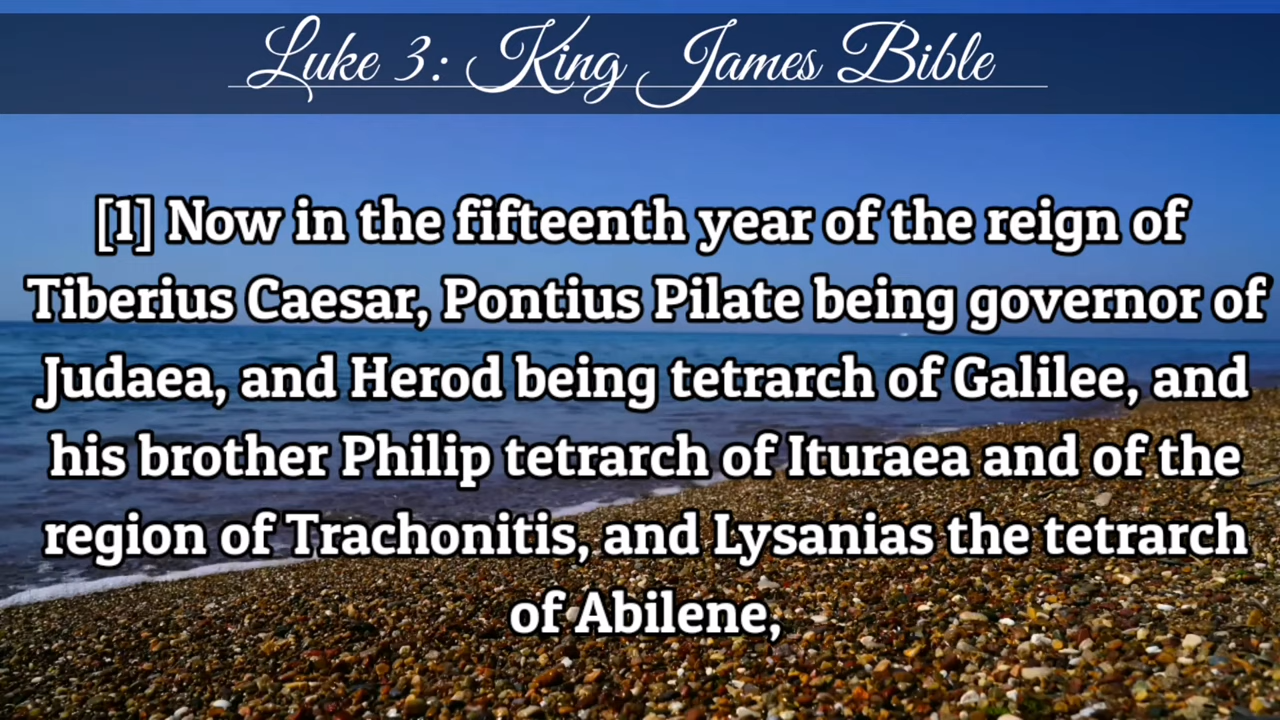 Luke 3: King James Bible
[1] Now in the fifteenth year of the reign of
Tiberius Caesar, Pontius Pilate being governor of
Judaea, and Herod being tetrarch of Galilee, and
his brother Philip tetrarch of Ituraea and of the
region of Trachonitis, and Lysanias the tetrarch
of Abilene,